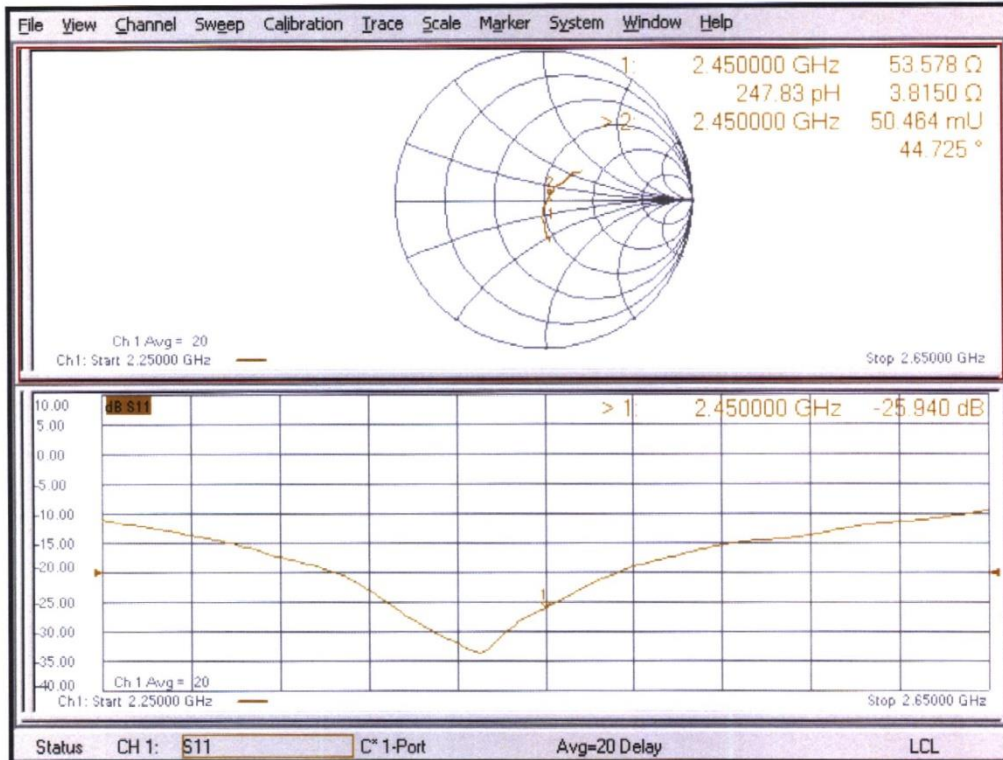 File View Channel Sweep Calibration Trace Scale Marker System Window Help
1: 2.450000 GHz 53.578 Ω
247.83 pH 3.8150 Ω
> 2: 2.450000 GHz 50.464 mU
44.725 °
Ch 1 Avg = 20
Ch1: Start 2.25000 GHz
Stop 2.65000 GHz
10.00
dB S11
> 1: 2.450000 GHz -25.940 dB
5.00
0.00
-5.00
-10.00
-15.00
-20.00
-25.00
1
-30.00
-35.00
-40.00
Ch 1 Avg = 20
Ch1: Start 2.25000 GHz
Stop 2.65000 GHz
Status CH 1: S11 C* 1-Port Avg=20 Delay LCL